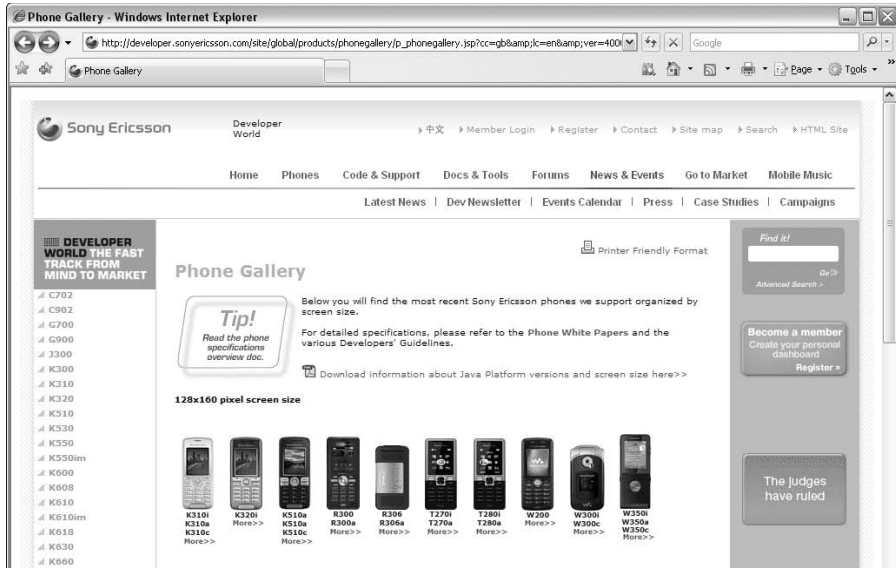 Phone Gallery - Windows Internet Explorer
http://developer.sonyericsson.com/site/global/products/phonegallery/p_phonegallery.jsp?cc=gb&amp;lc=en&amp;ver=400
Google
Phone Gallery
Page
Tools
»
Sony Ericsson
Developer
World
中文 Member Login Register Contact Site map Search HTML Site
Home Phones Code & Support Docs & Tools Forums News & Events Go to Market Mobile Music
Latest News | Dev Newsletter | Events Calendar | Press | Case Studies | Campaigns
DEVELOPER
WORLD THE FAST
TRACK FROM
MIND TO MARKET
C702
C902
G700
G900
J300
K300
K310
K320
K510
K530
K550
K550im
K600
K608
K610
K610im
K618
K630
K660
Printer Friendly Format
Phone Gallery
Tip!
Read the phone
specifications
overview doc.
Below you will find the most recent Sony Ericsson phones we support organized by
screen size.
For detailed specifications, please refer to the Phone White Papers and the
various Developers' Guidelines.
Download information about Java Platform versions and screen size here>>
128x160 pixel screen size
K310i
K310a
K310c
More>>
K320i
More>>
K510a
K510a
K510c
More>>
R300
R300a
More>>
R306
R306a
More>>
T270i
T270a
More>>
T280i
T280a
More>>
W200
More>>
W300i
W300c
More>>
W350i
W350a
W350c
More>>
Find it!
Go
Advanced Search >
Become a member
Create your personal
dashboard
Register »
The judges
have ruled